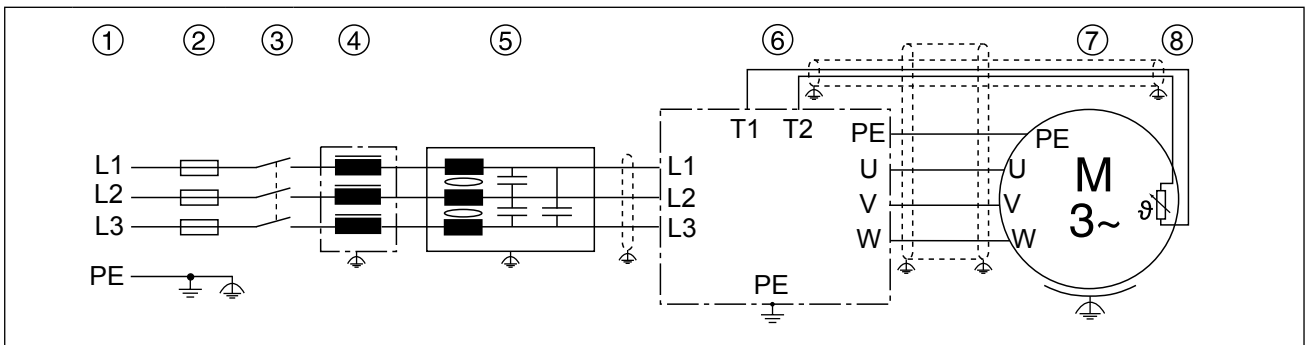 ① ② ③ ④ ⑤ ⑥ ⑦ ⑧
T1 T2
PE PE
L1 L1 U U
L2 L2 V V
L3 L3 W W
M
3~
ϑ
PE PE